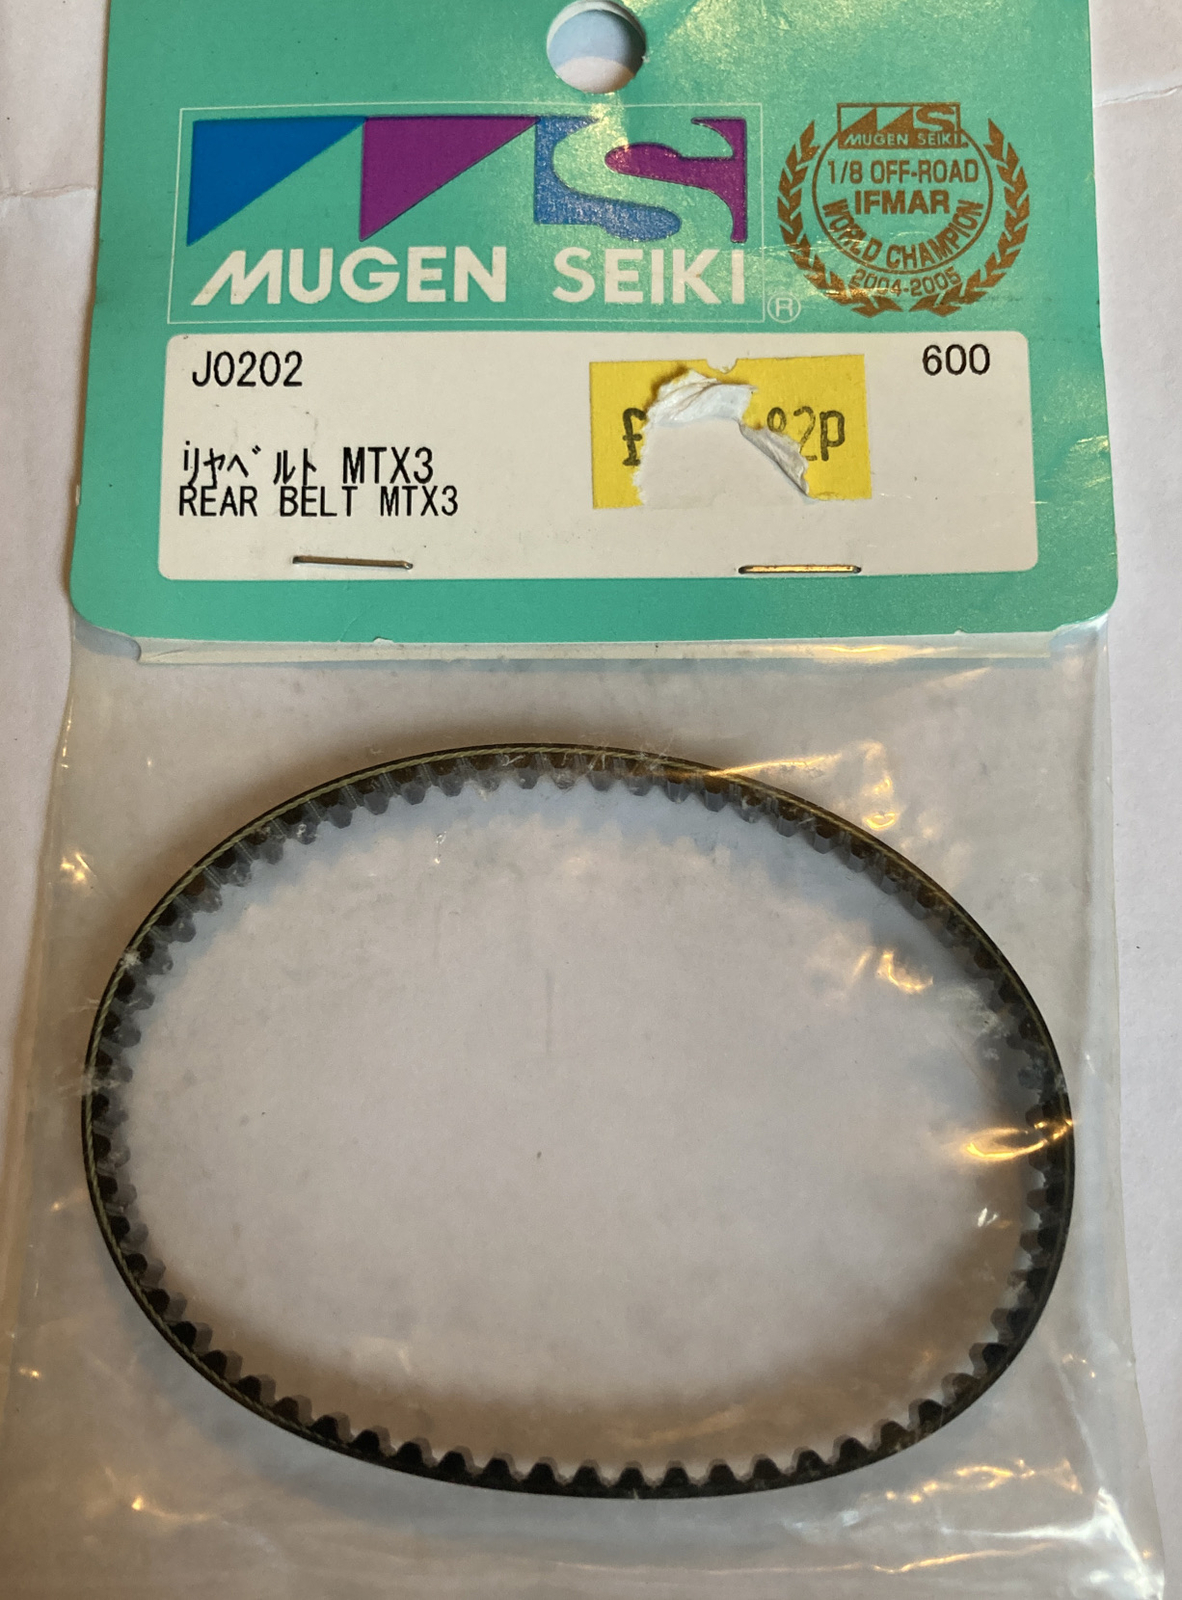 MUGEN SEIKI
®
MUGEN SEIKI
1/8 OFF-ROAD
IFMAR
WORLD CHAMPION
2004-2005
J0202
600
£ 82P
リヤベルト MTX3
REAR BELT MTX3